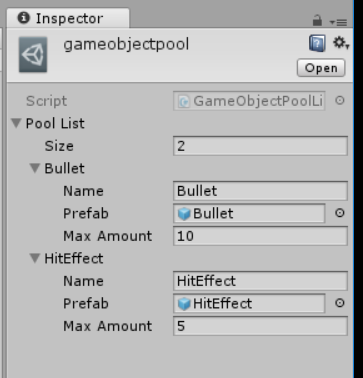 Inspector
gameobjectpool
Open
Script GameObjectPoolLi
Pool List
Size 2
Bullet
Name Bullet
Prefab Bullet
Max Amount 10
HitEffect
Name HitEffect
Prefab HitEffect
Max Amount 5